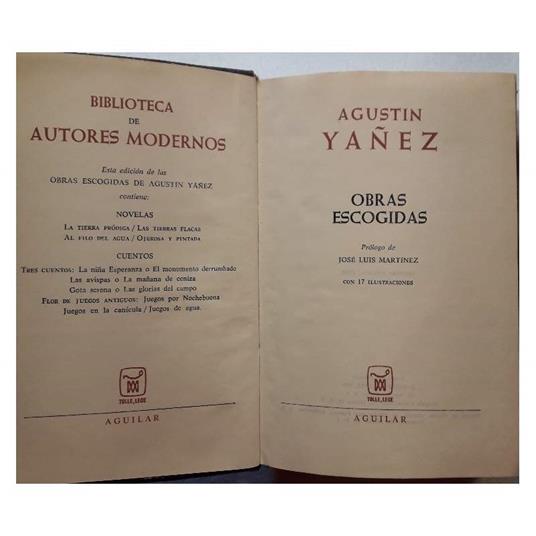 BIBLIOTECA
DE
AUTORES MODERNOS
Esta edición de las
OBRAS ESCOGIDAS DE AGUSTIN YAÑEZ
contiene:
NOVELAS
LA TIERRA PRÓDIGA / LAS TIERRAS FLACAS
AL FILO DEL AGUA / OJEROSA Y PINTADA
CUENTOS
TRES CUENTOS: La niña Esperanza o El monumento derrumbado
Las avispas o La mañana de ceniza
Gota serena o Las glorias del campo
FLOR DE JUEGOS ANTIGUOS: Juegos por Nochebuena
Juegos en la canícula / Juegos de agua.
TOLLE, LEGE
AGUILAR
AGUSTIN
YAÑEZ
OBRAS
ESCOGIDAS
Prólogo de
JOSÉ LUIS MARTINEZ
CON 17 ILUSTRACIONES
TOLLE, LEGE
AGUILAR